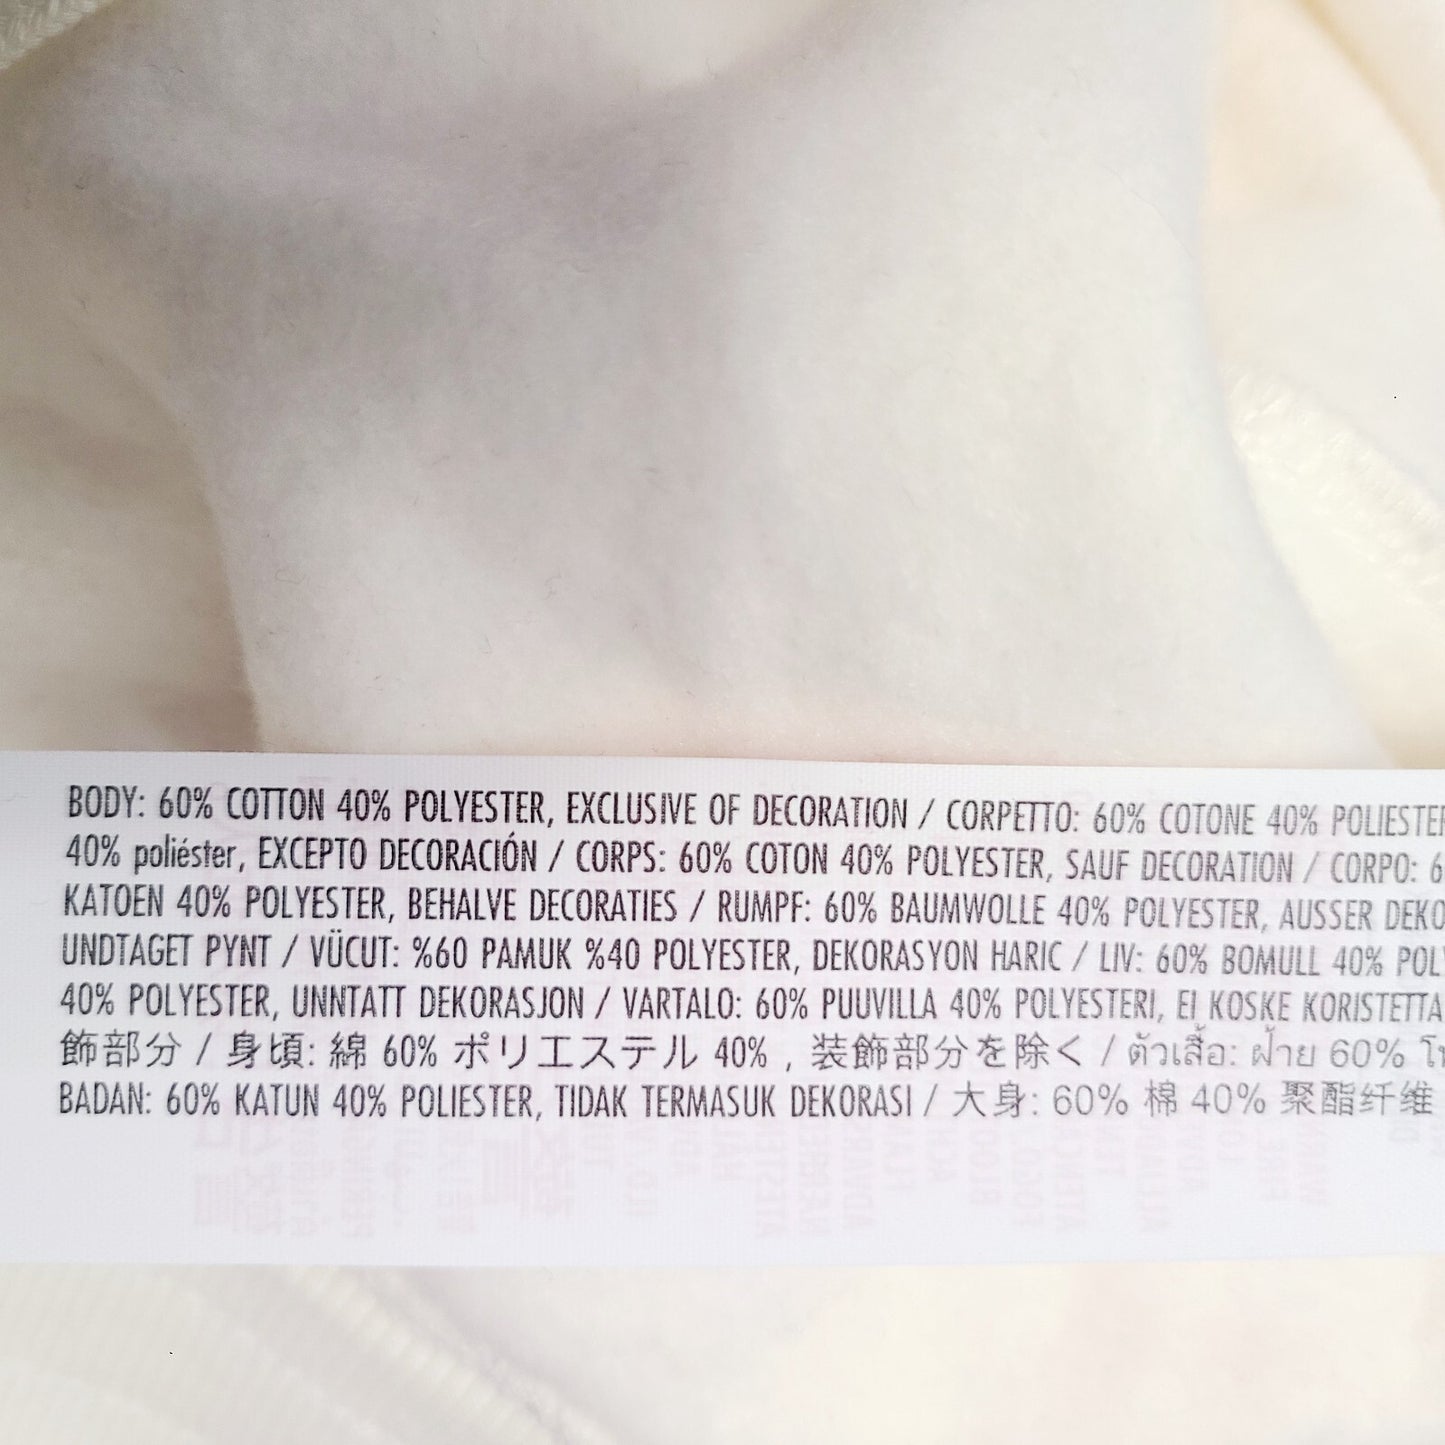 BODY: 60% COTTON 40% POLYESTER, EXCLUSIVE OF DECORATION / CORPETTO: 60% COTONE 40% POLIESTER
40% poliéster, EXCEPTO DECORACIÓN / CORPS: 60% COTON 40% POLYESTER, SAUF DECORATION / CORPO: 6
KATOEN 40% POLYESTER, BEHALVE DECORATIES / RUMPF: 60% BAUMWOLLE 40% POLYESTER, AUSSER DEKO
UNDTAGET PYNT / VÜCUT: %60 PAMUK %40 POLYESTER, DEKORASYON HARIC / LIV: 60% BOMULL 40% POLY
40% POLYESTER, UNNTATT DEKORASJON / VARTALO: 60% PUUVILLA 40% POLYESTERI, EI KOSKE KORISTETTA
飾部分 / 身頃: 綿 60% ポリエステル 40% , 装飾部分を除く / ตัวเสื้อ: ฝ้าย 60%
BADAN: 60% KATUN 40% POLIESTER, TIDAK TERMASUK DEKORASI / 大身: 60% 棉 40% 聚酯纤维